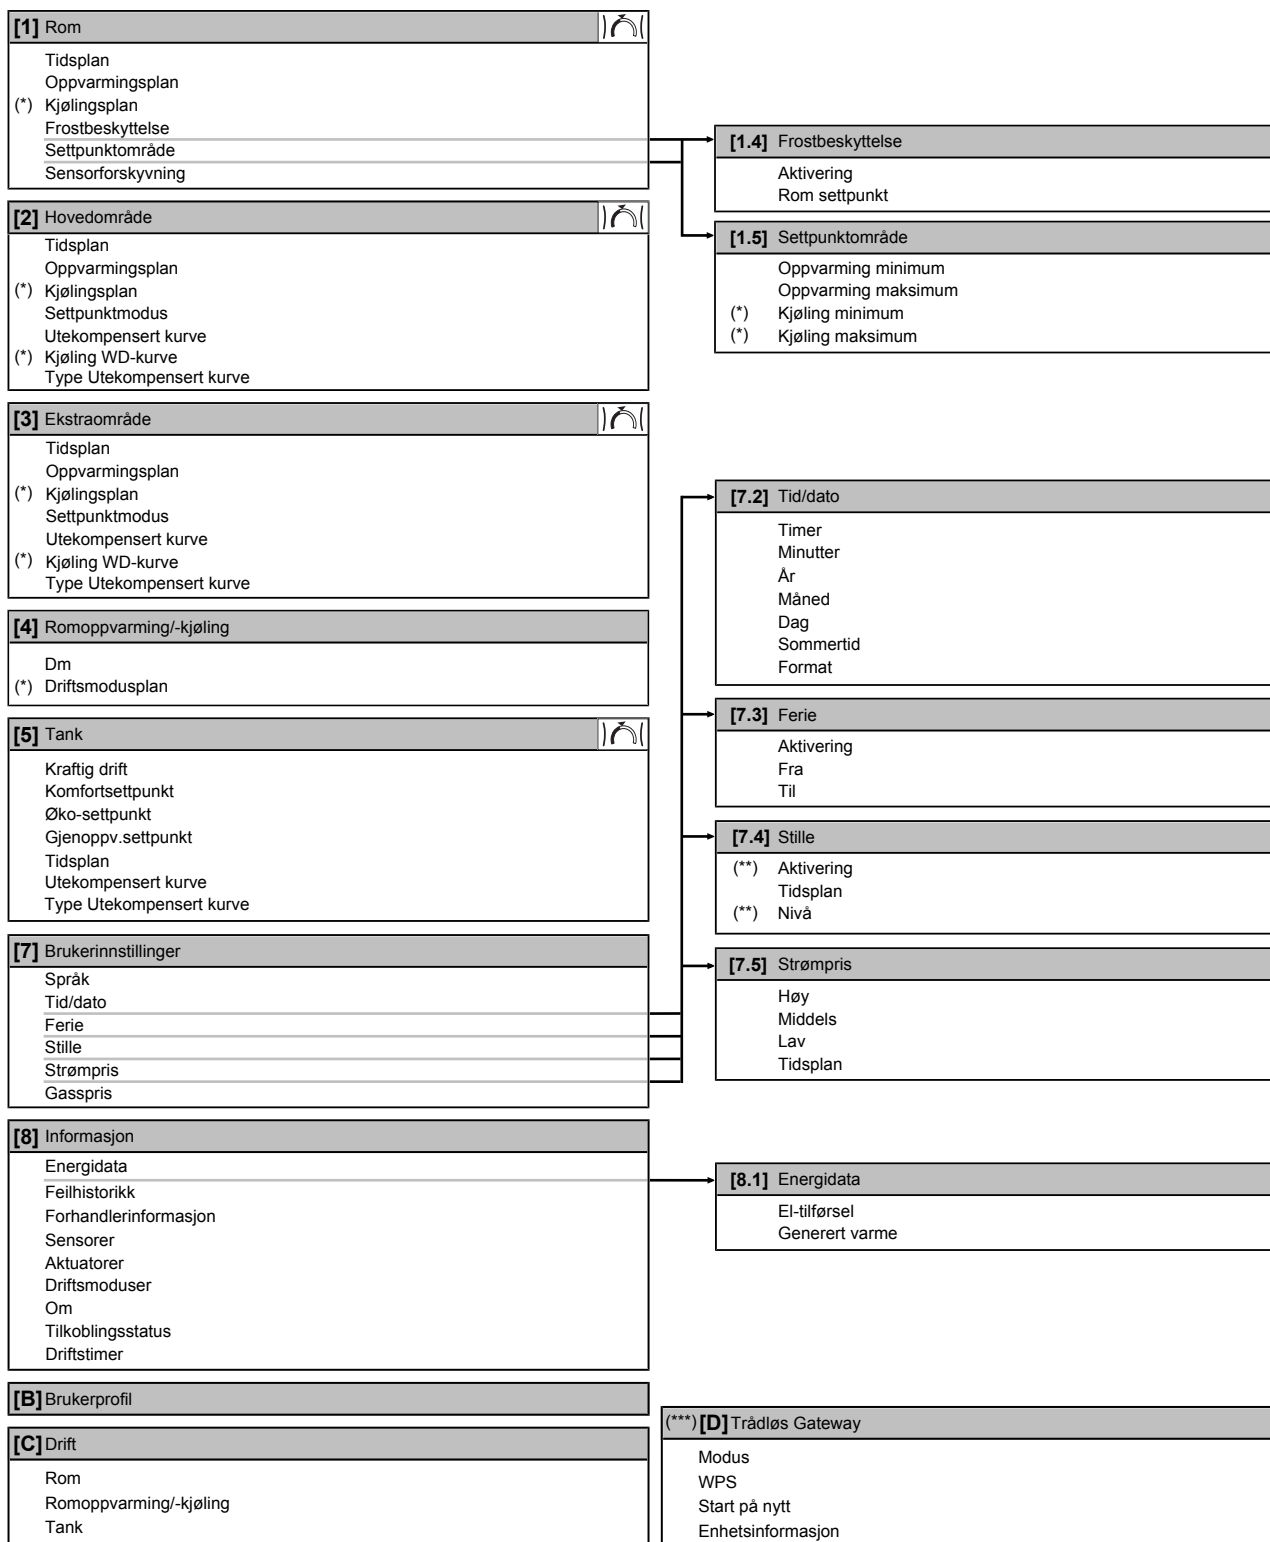 [1] Rom
Tidsplan
Oppvarmingsplan
(*) Kjølingsplan
Frostbeskyttelse
Settpunktområde
Sensorforskyvning
[1.4] Frostbeskyttelse
Aktivering
Rom settpunkt
[1.5] Settpunktområde
Oppvarming minimum
Oppvarming maksimum
(*) Kjøling minimum
(*) Kjøling maksimum
[2] Hovedområde
Tidsplan
Oppvarmingsplan
(*) Kjølingsplan
Settpunktmodus
Utekompensert kurve
(*) Kjøling WD-kurve
Type Utekompensert kurve
[3] Ekstraområde
Tidsplan
Oppvarmingsplan
(*) Kjølingsplan
Settpunktmodus
Utekompensert kurve
(*) Kjøling WD-kurve
Type Utekompensert kurve
[4] Romoppvarming/-kjøling
Dm
(*) Driftsmodusplan
[5] Tank
Kraftig drift
Komfortsettpunkt
Øko-settpunkt
Gjenoppv.settpunkt
Tidsplan
Utekompensert kurve
Type Utekompensert kurve
[7] Brukerinnstillinger
Språk
Tid/dato
Ferie
Stille
Strømpris
Gasspris
[7.2] Tid/dato
Timer
Minutter
År
Måned
Dag
Sommertid
Format
[7.3] Ferie
Aktivering
Fra
Til
[7.4] Stille
(**) Aktivering
Tidsplan
(**) Nivå
[7.5] Strømpris
Høy
Middels
Lav
Tidsplan
[8] Informasjon
Energidata
Feilhistorikk
Forhandlerinformasjon
Sensorer
Aktuatorer
Driftsmoduser
Om
Tilkoblingsstatus
Driftstimer
[8.1] Energidata
El-tilførsel
Generert varme
[B] Brukerprofil
[C] Drift
Rom
Romoppvarming/-kjøling
Tank
(***) [D] Trådløs Gateway
Modus
WPS
Start på nytt
Enhetsinformasjon